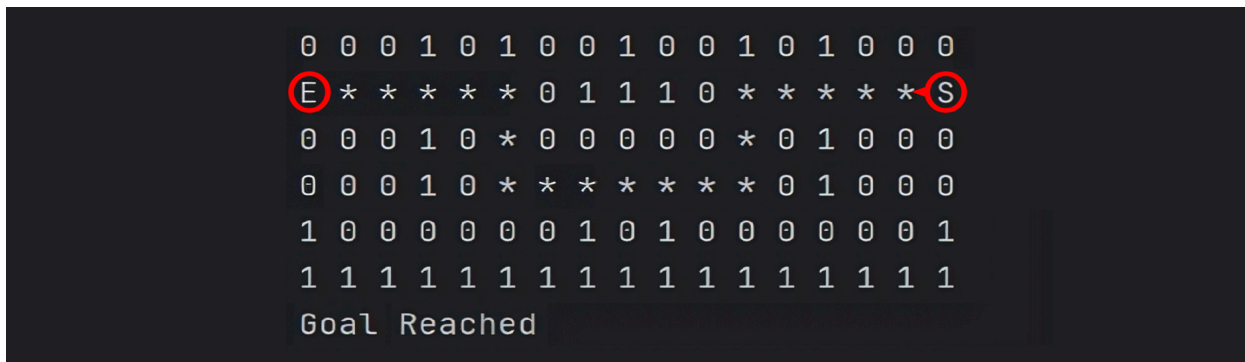 0 0 0 1 0 1 0 0 1 0 0 1 0 1 0 0 0
E * * * * * 0 1 1 1 0 * * * * * S
0 0 0 1 0 * 0 0 0 0 0 * 0 1 0 0 0
0 0 0 1 0 * * * * * * * 0 1 0 0 0
1 0 0 0 0 0 0 1 0 1 0 0 0 0 0 0 1
1 1 1 1 1 1 1 1 1 1 1 1 1 1 1 1 1
Goal Reached